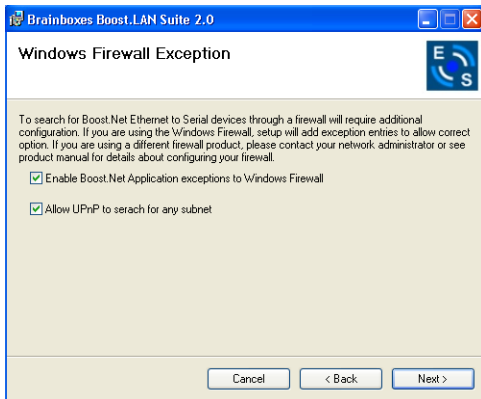 Brainboxes Boost.LAN Suite 2.0
Windows Firewall Exception
E
S
To search for Boost.Net Ethernet to Serial devices through a firewall will require additional
configuration. If you are using the Windows Firewall, setup will add exception entries to allow correct
option. If you are using a different firewall product, please contact your network administrator or see
product manual for details about configuring your firewall.
Enable Boost.Net Application exceptions to Windows Firewall
Allow UPnP to serach for any subnet
Cancel
< Back
Next >